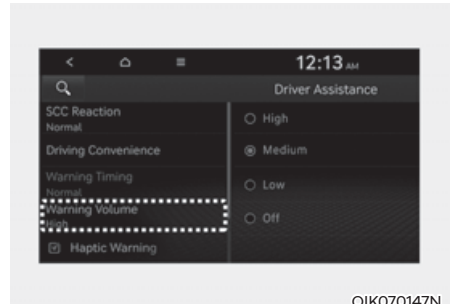 12:13 AM
Driver Assistance
SCC Reaction
Normal
Driving Convenience
Warning Timing
Normal
Warning Volume
High
Haptic Warning
High
Medium
Low
Off
OIK070147N